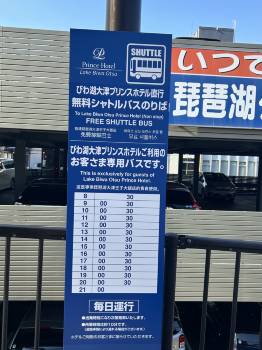 Prince Hotel
Lake Biwa Otsu
SHUTTLE
びわ湖大津プリンスホテル直行
無料シャトルバスのりば
To Lake Biwa Otsu Prince Hotel (non stop)
FREE SHUTTLE BUS
びわ湖大津プリンスホテルご利用の
お客さま専用バスです。
This is exclusively for guests of
Lake Biwa Otsu Prince Hotel.
8 30
9 00 30
10 00 30
11 00 30
12 00 30
13 00 30
14 00 30
15 00 30
16 00 30
17 00 30
18 00 30
19 00 30
20 00 30
21 00
毎日運行
いつで
琵琶湖